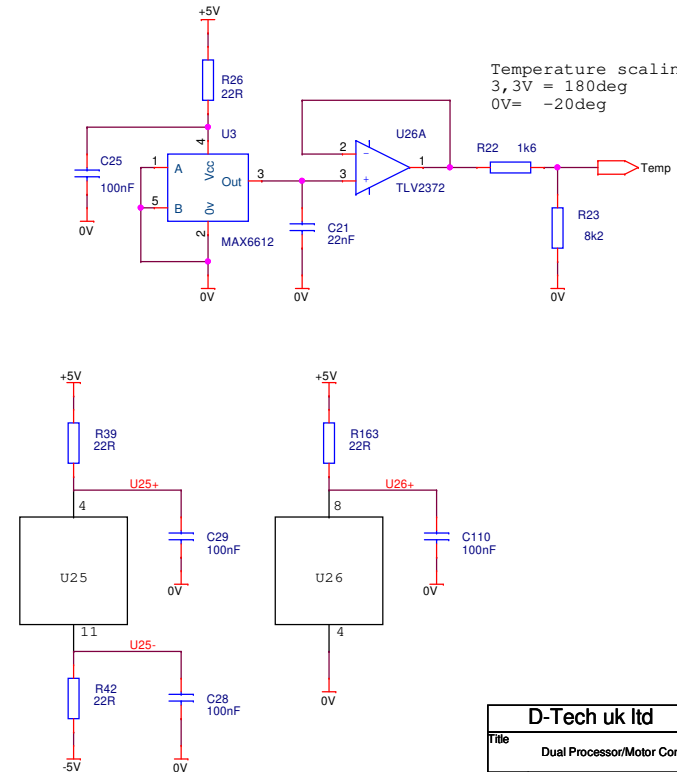 +5V
R26
22R
Temperature scalin
3,3V = 180deg
0V= -20deg
4
U3
U26A
C25
100nF
1
A
Vcc
Out
3
5
B
0v
2
MAX6612
0V
0V
C21
22nF
0V
2
3
1
TLV2372
R22 1k6
Temp
R23
8k2
0V
+5V
R39
22R
U25+
4
C29
100nF
0V
U25
11
U25-
R42
22R
C28
100nF
-5V
0V
+5V
R163
22R
U26+
8
C110
100nF
0V
U26
4
0V
D-Tech uk ltd
Title
Dual Processor/Motor Con